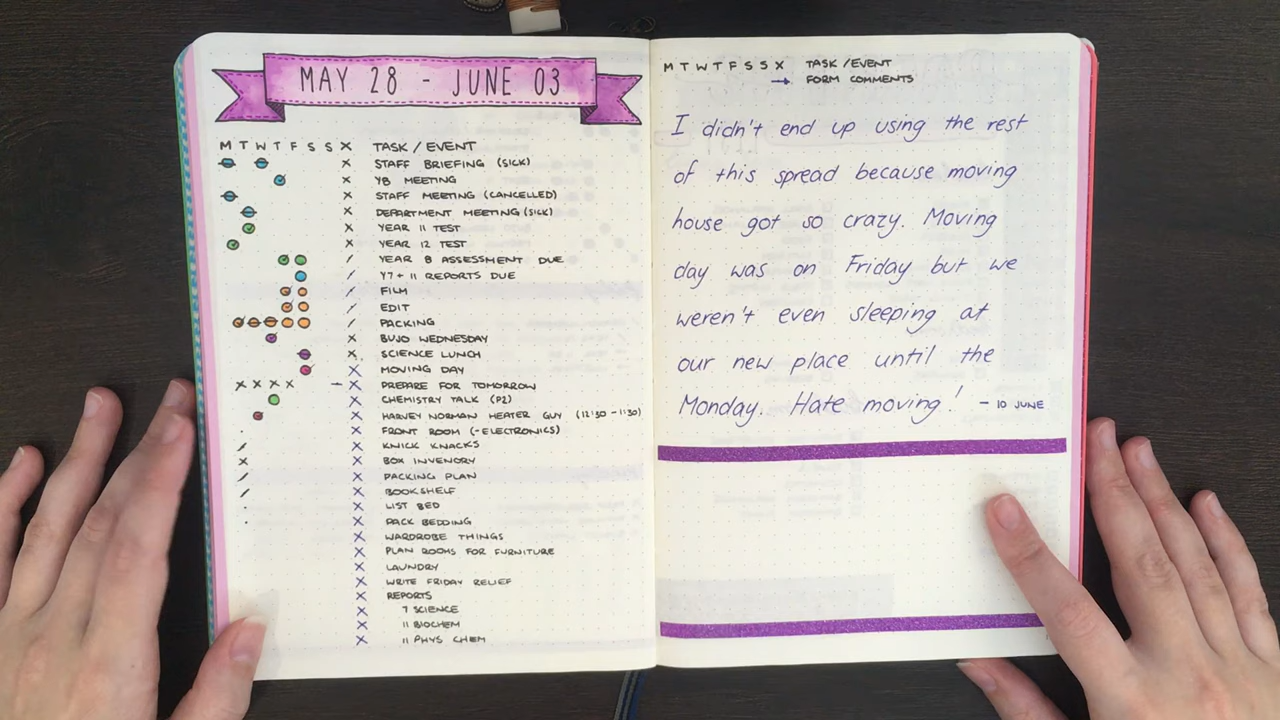 MAY 28 - JUNE 03
M T W T F S S X TASK / EVENT
X STAFF BRIEFING (SICK)
X Y8 MEETING
X STAFF MEETING (CANCELLED)
X DEPARTMENT MEETING (SICK)
X YEAR 11 TEST
X YEAR 12 TEST
/ YEAR 8 ASSESSMENT DUE
/ Y7 + 11 REPORTS DUE
/ FILM
/ EDIT
/ PACKING
X BUJO WEDNESDAY
X SCIENCE LUNCH
X MOVING DAY
X X X X → X PREPARE FOR TOMORROW
X CHEMISTRY TALK (P2)
X HARVEY NORMAN HEATER GUY (12:30 - 1:30)
· X FRONT ROOM (- ELECTRONICS)
/ X KNICK KNACKS
X X BOX INVENORY
/ X PACKING PLAN
/ X BOOKSHELF
X LIST BED
· X PACK BEDDING
X WARDROBE THINGS
X PLAN ROOMS FOR FURNITURE
X LAUNDRY
X WRITE FRIDAY RELIEF
X REPORTS
X 7 SCIENCE
X 11 BIOCHEM
X 11 PHYS CHEM
M T W T F S S X TASK / EVENT
→ FORM COMMENTS
I didn't end up using the rest
of this spread because moving
house got so crazy. Moving
day was on Friday but we
weren't even sleeping at
our new place until the
Monday. Hate moving! - 10 JUNE